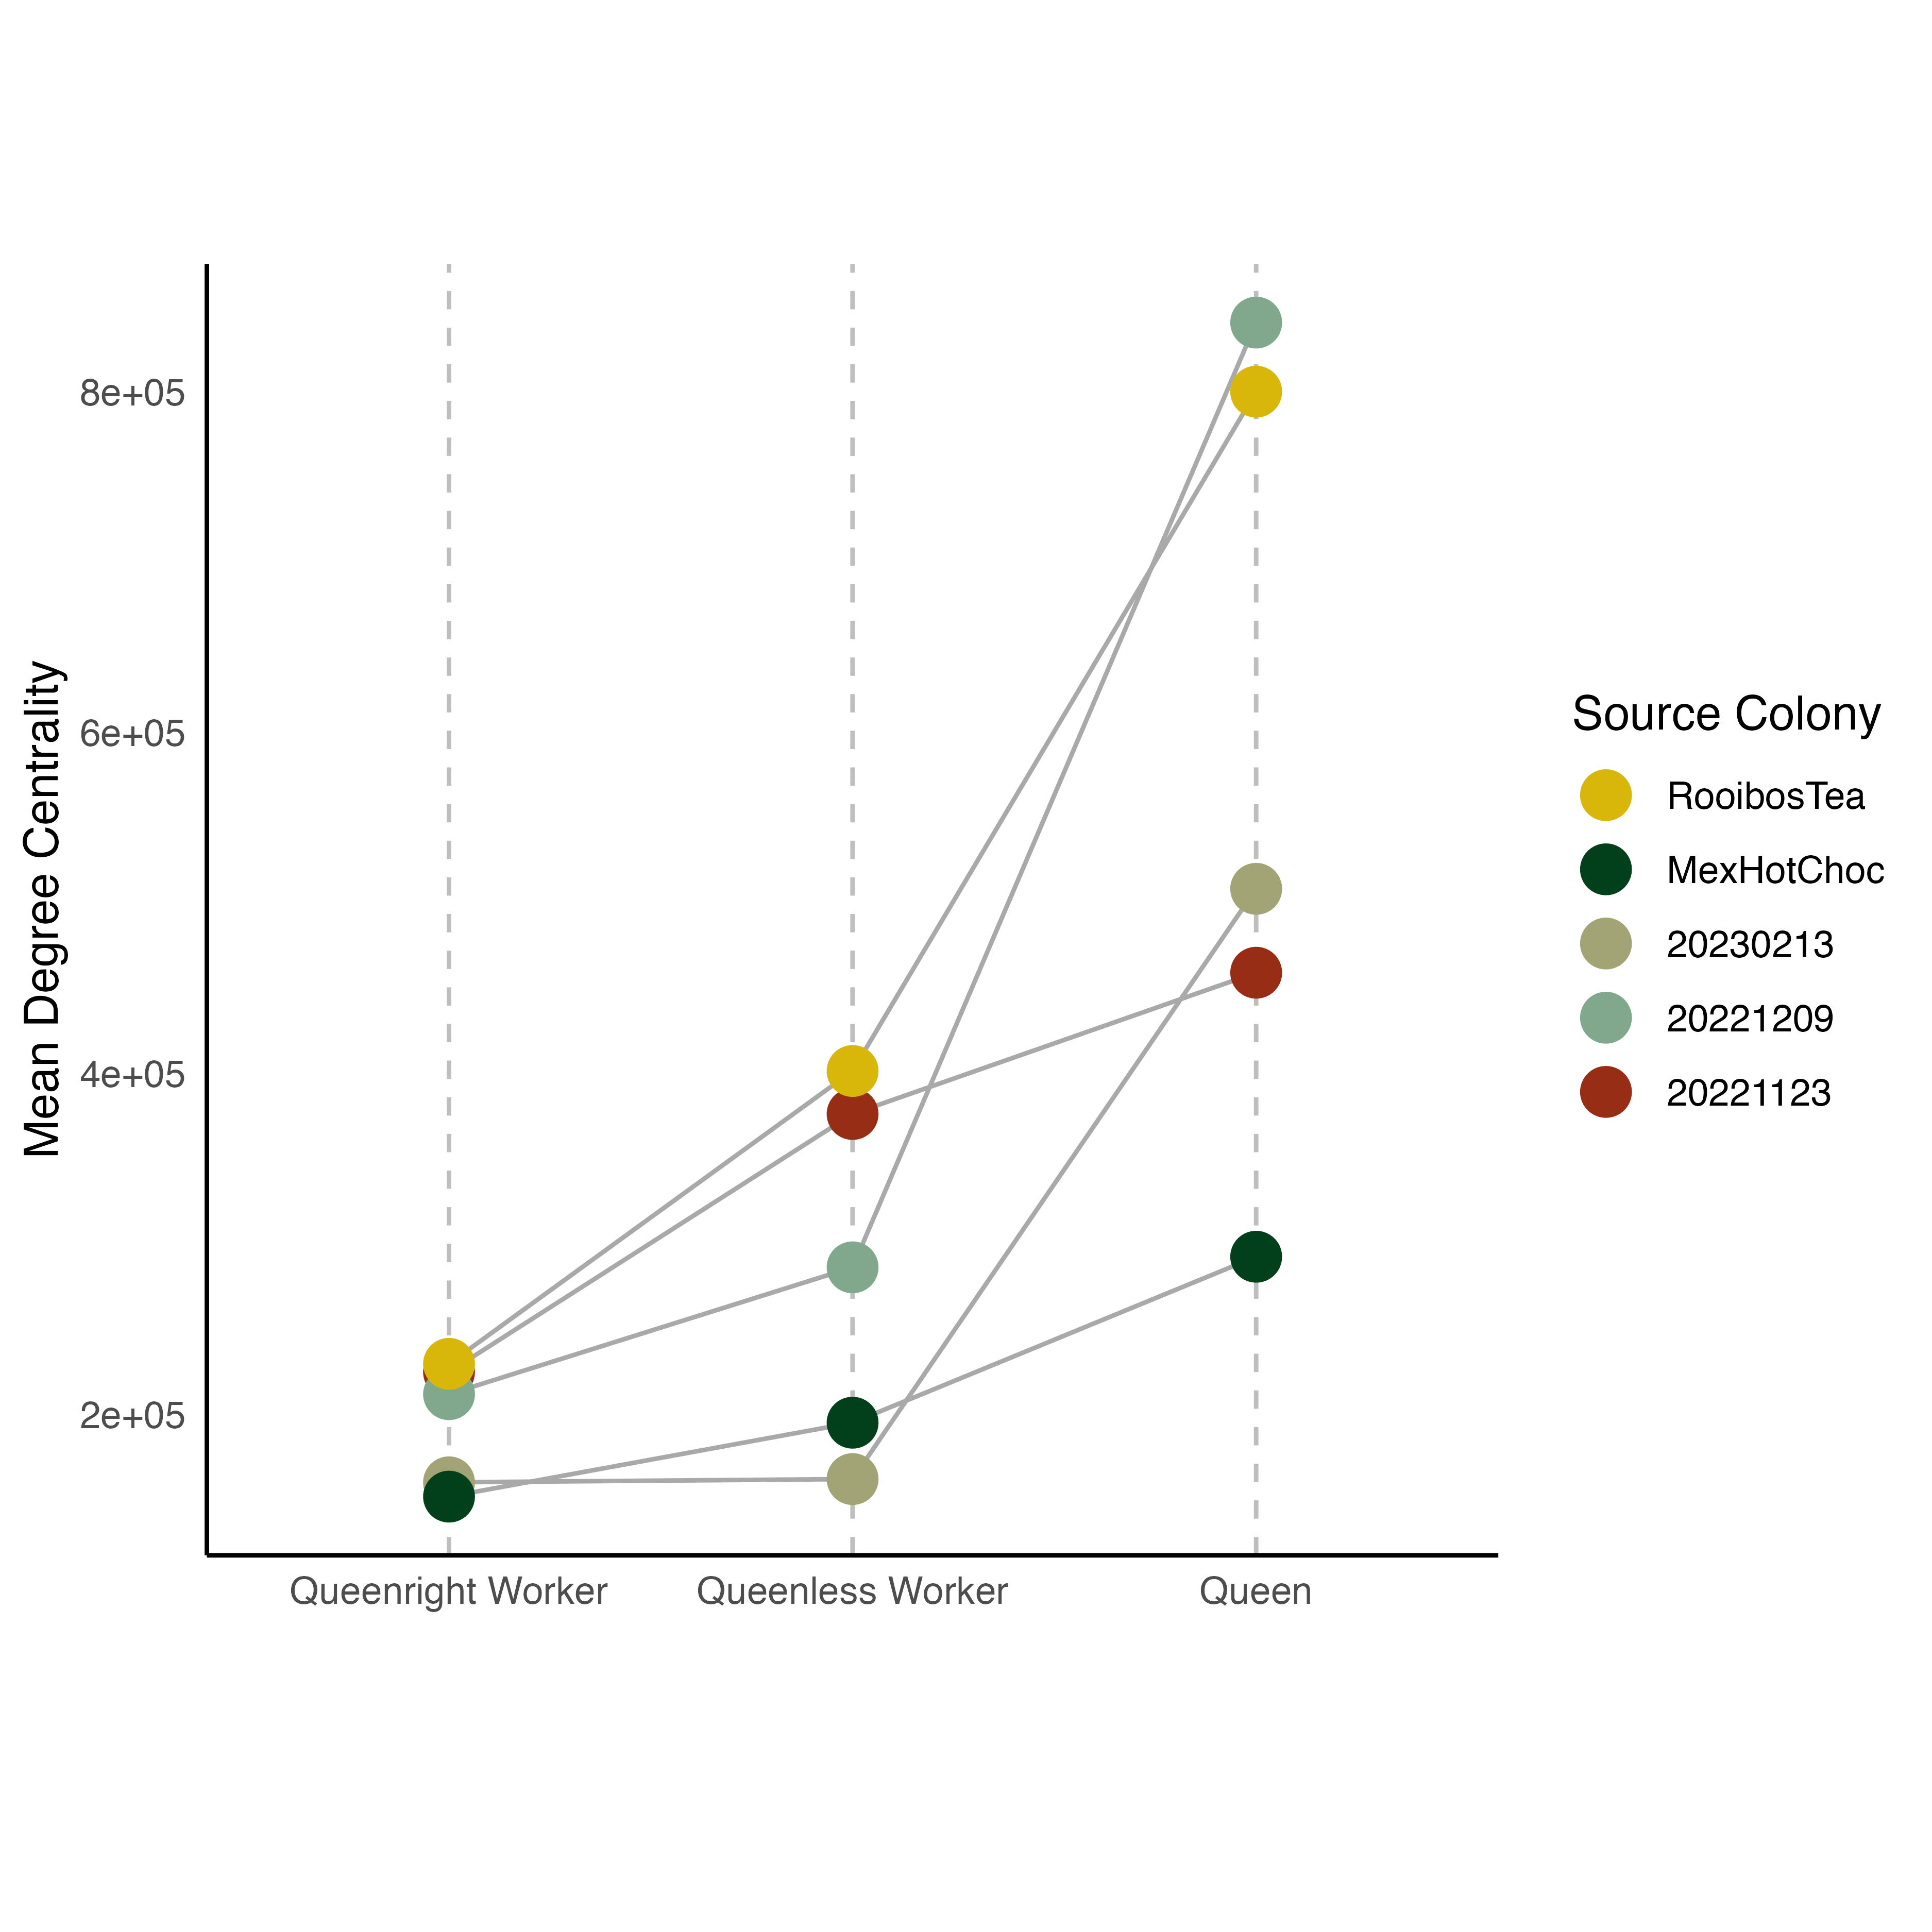 Mean Degree Centrality
8e+05
6e+05
4e+05
2e+05
Queenright Worker
Queenless Worker
Queen
Source Colony
RooibosTea
MexHotChoc
20230213
20221209
20221123